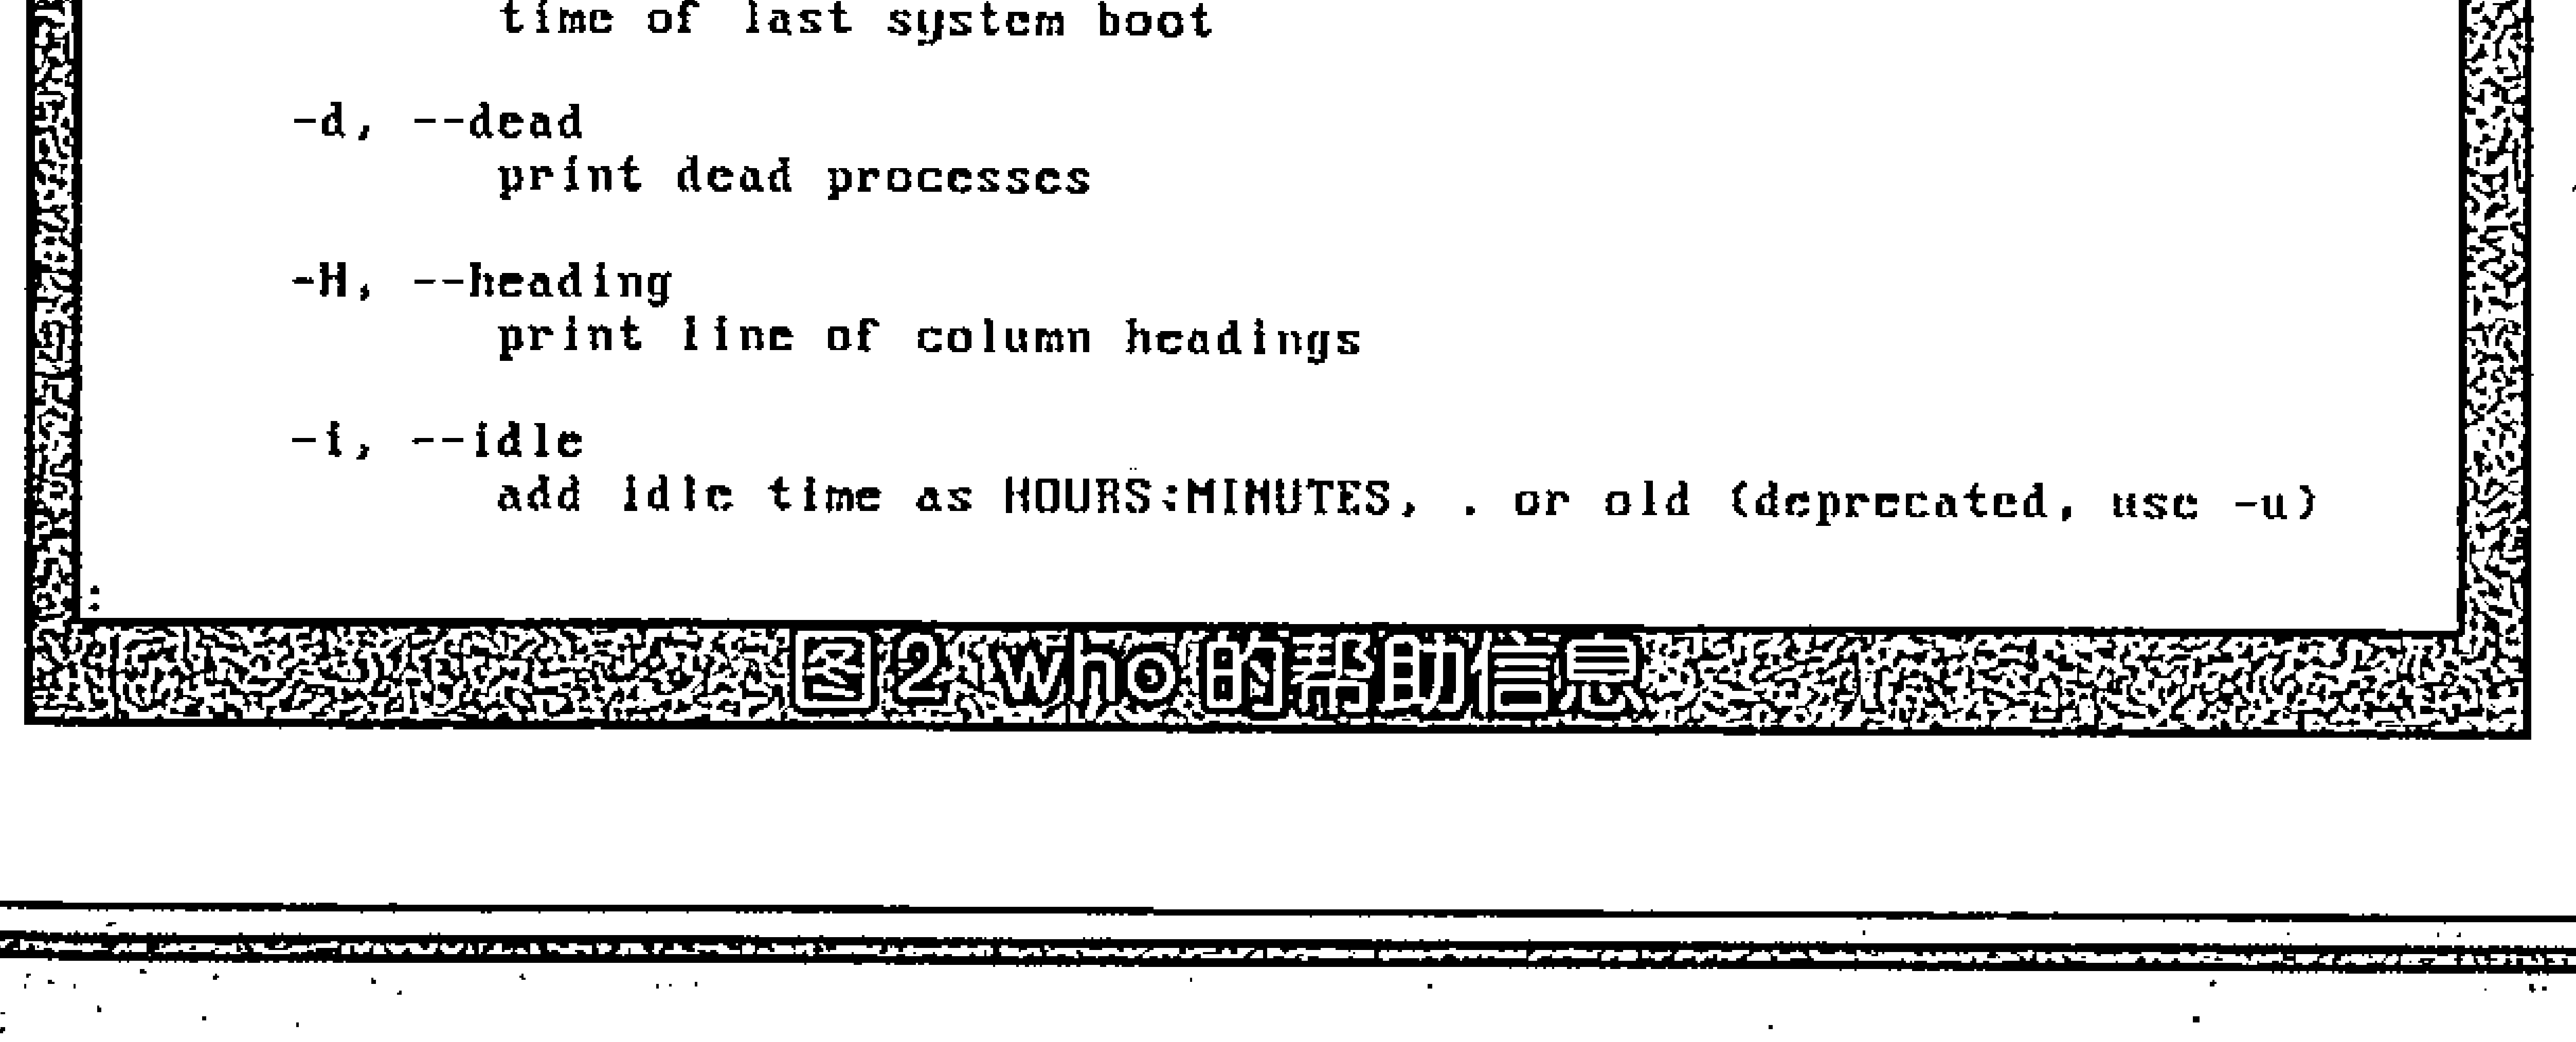 time of last system boot
-d, --dead
print dead processes
-H, --heading
print line of column headings
-i, --idle
add idle time as HOURS:MINUTES, . or old (deprecated, use -u)
:
图2 who的帮助信息